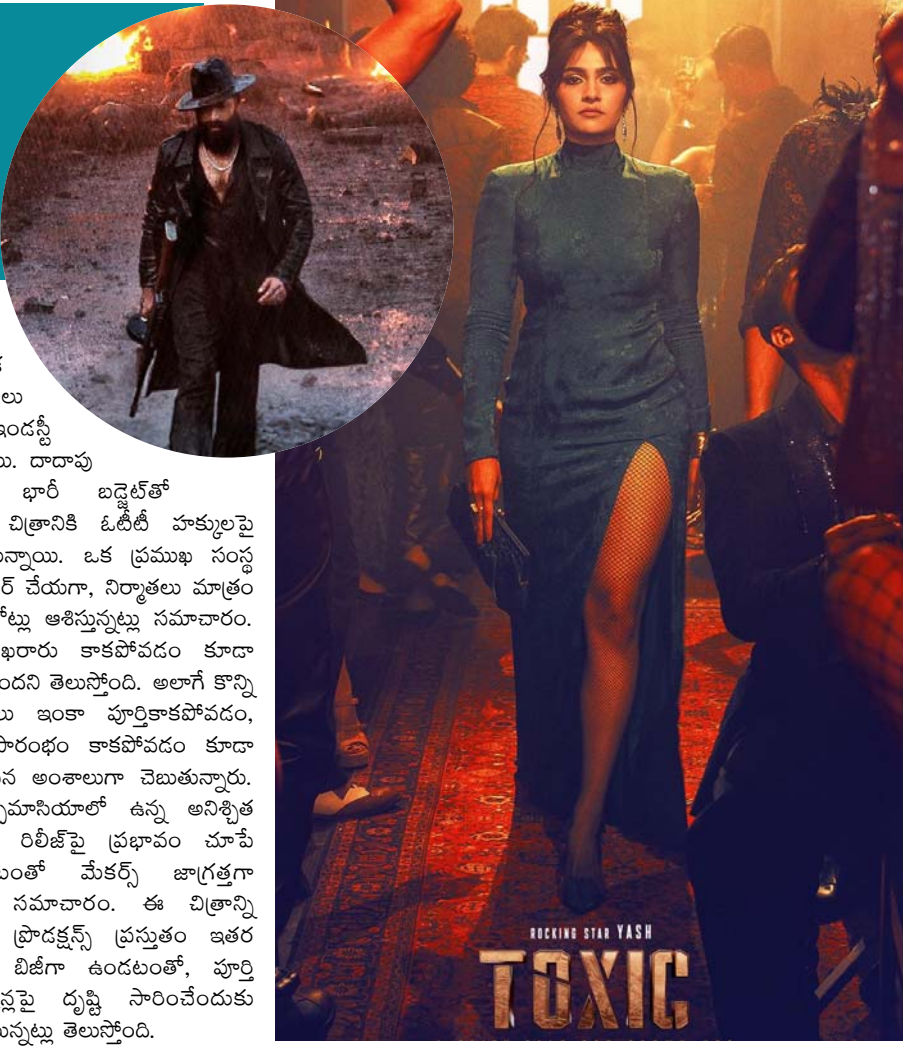 లు
ఇండస్ట్రీ
దాదాపు
భారీ బడ్జెట్‌తో
చిత్రానికి ఓటీటీ హక్కులపై
న్నాయి. ఒక ప్రముఖ సంస్థ
ర్ చేయగా, నిర్మాతలు మాత్రం
ోట్లు ఆశిస్తున్నట్లు సమాచారం.
ఖరారు కాకపోవడం కూడా
ందని తెలుస్తోంది. అలాగే కొన్ని
లు ఇంకా పూర్తికాకపోవడం,
ారంభం కాకపోవడం కూడా
న అంశాలుగా చెబుతున్నారు.
్చిమాసియాలో ఉన్న అనిశ్చిత
రిలీజ్‌పై ప్రభావం చూపే
ంతో మేకర్స్ జాగ్రత్తగా
సమాచారం. ఈ చిత్రాన్ని
ప్రొడక్షన్స్ ప్రస్తుతం ఇతర
బిజీగా ఉండటంతో, పూర్తి
న్లపై దృష్టి సారించేందుకు
న్నట్లు తెలుస్తోంది.
ROCKING STAR YASH
TOXIC